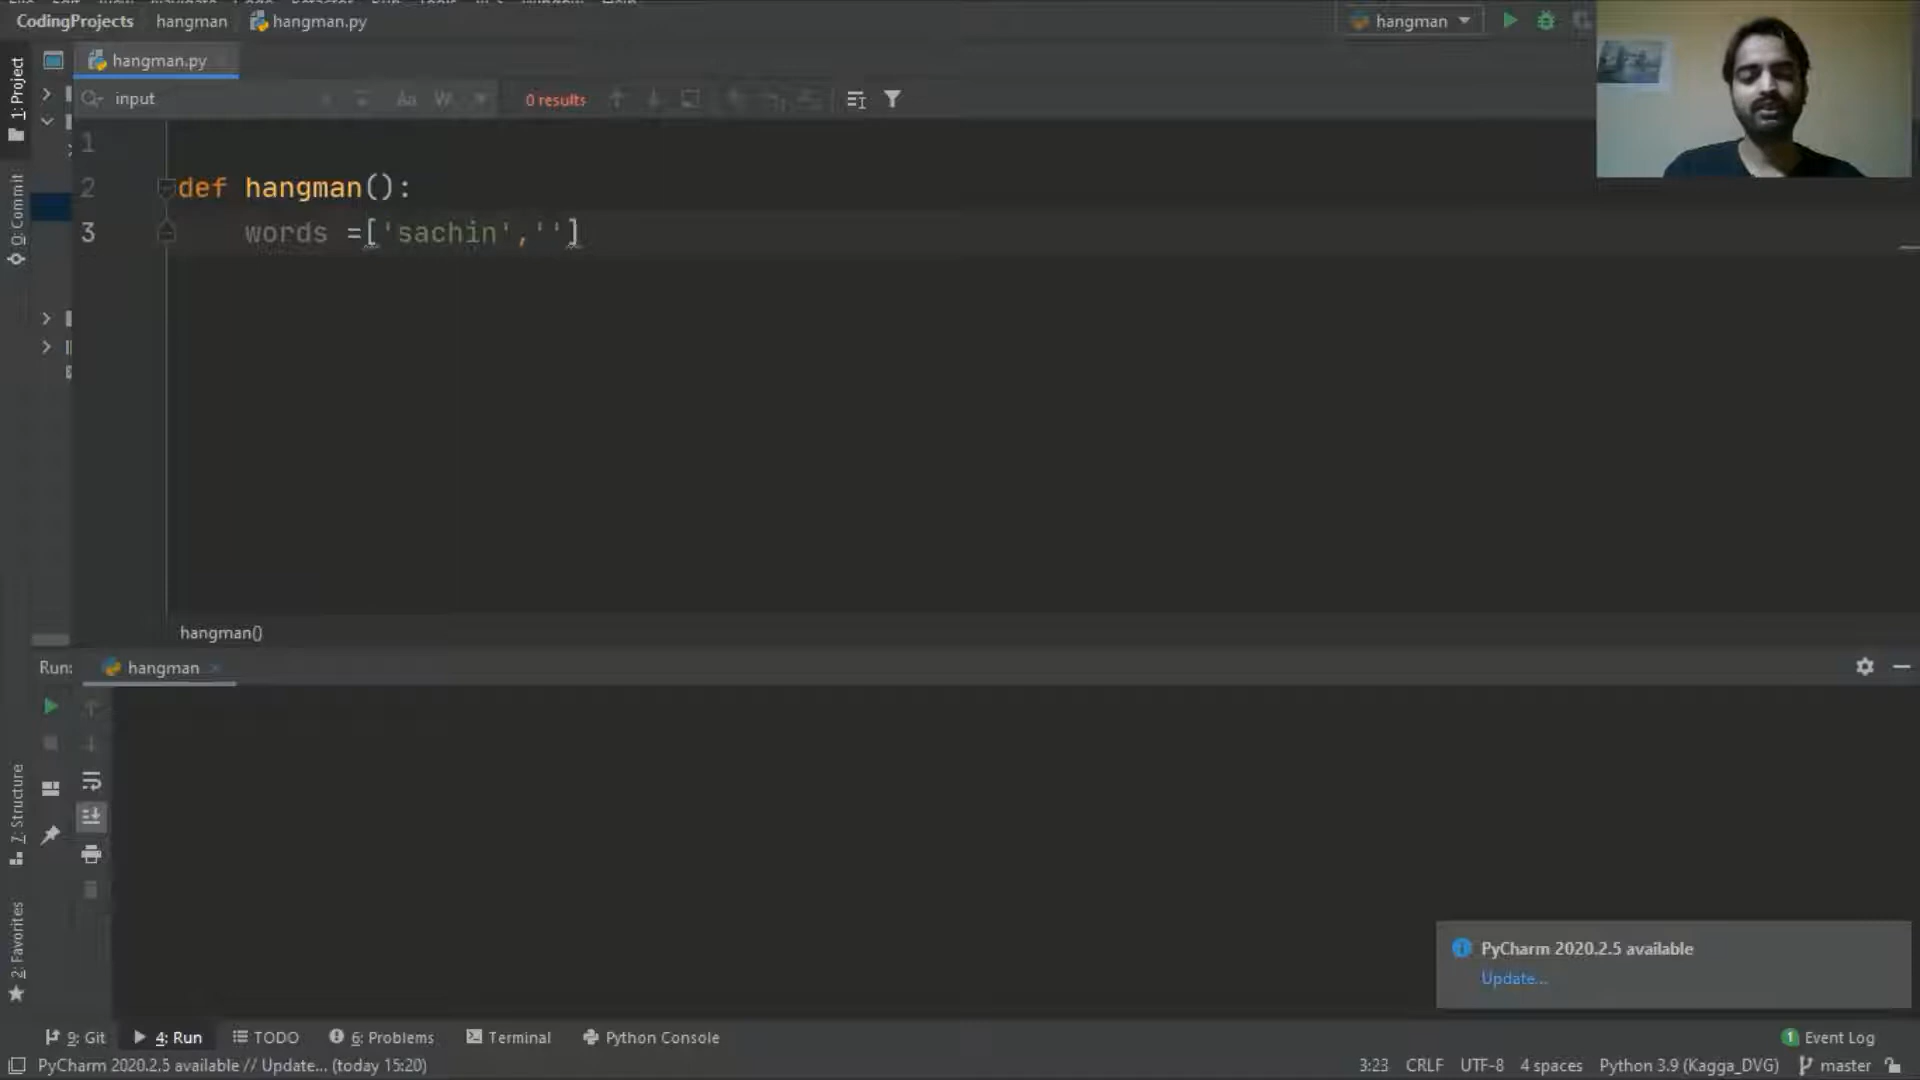 CodingProjects hangman hangman.py
hangman
1: Project
hangman.py
input
Aa W 0 results
0: Commit
1
2 def hangman():
3 words =['sachin','']
hangman()
Run: hangman
7: Structure
2: Favorites
PyCharm 2020.2.5 available
Update...
9: Git 4: Run TODO 6: Problems Terminal Python Console 1 Event Log
PyCharm 2020.2.5 available // Update... (today 15:20) 3:23 CRLF UTF-8 4 spaces Python 3.9 (Kagga_DVG) master